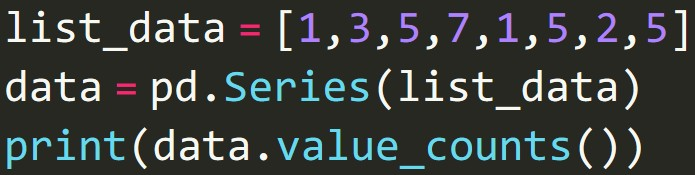 list_data = [1,3,5,7,1,5,2,5]
data = pd.Series(list_data)
print(data.value_counts())